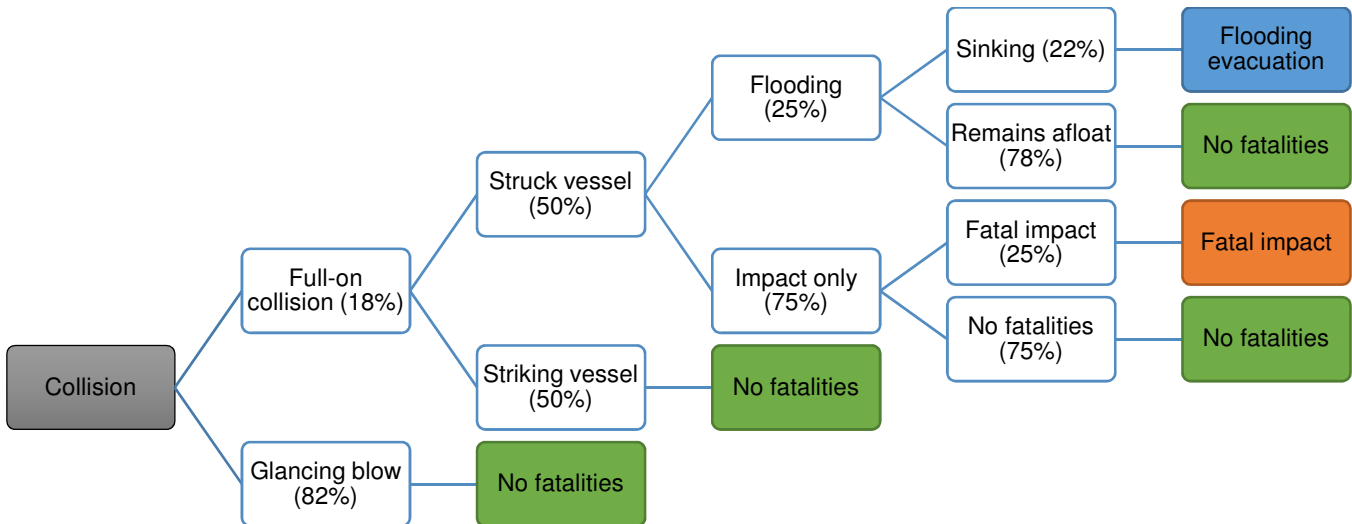 Collision
Full-on
collision (18%)
Glancing blow
(82%)
Struck vessel
(50%)
Striking vessel
(50%)
No fatalities
Flooding
(25%)
Impact only
(75%)
No fatalities
Sinking (22%)
Remains afloat
(78%)
Fatal impact
(25%)
No fatalities
(75%)
Flooding
evacuation
No fatalities
Fatal impact
No fatalities